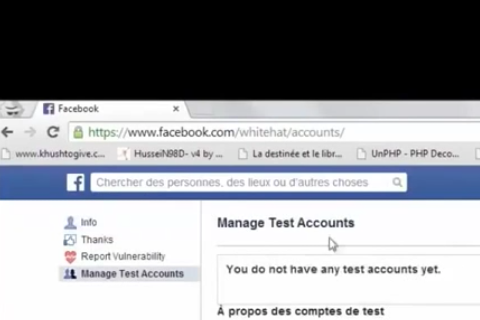 Facebook
https://www.facebook.com/whitehat/accounts/
www.khushtogive.c... HusseiN98D- v4 by ... La destinée et le libr... UnPHP - PHP Deco...
Chercher des personnes, des lieux ou d'autres choses
Info
Thanks
Report Vulnerability
Manage Test Accounts
Manage Test Accounts
You do not have any test accounts yet.
À propos des comptes de test